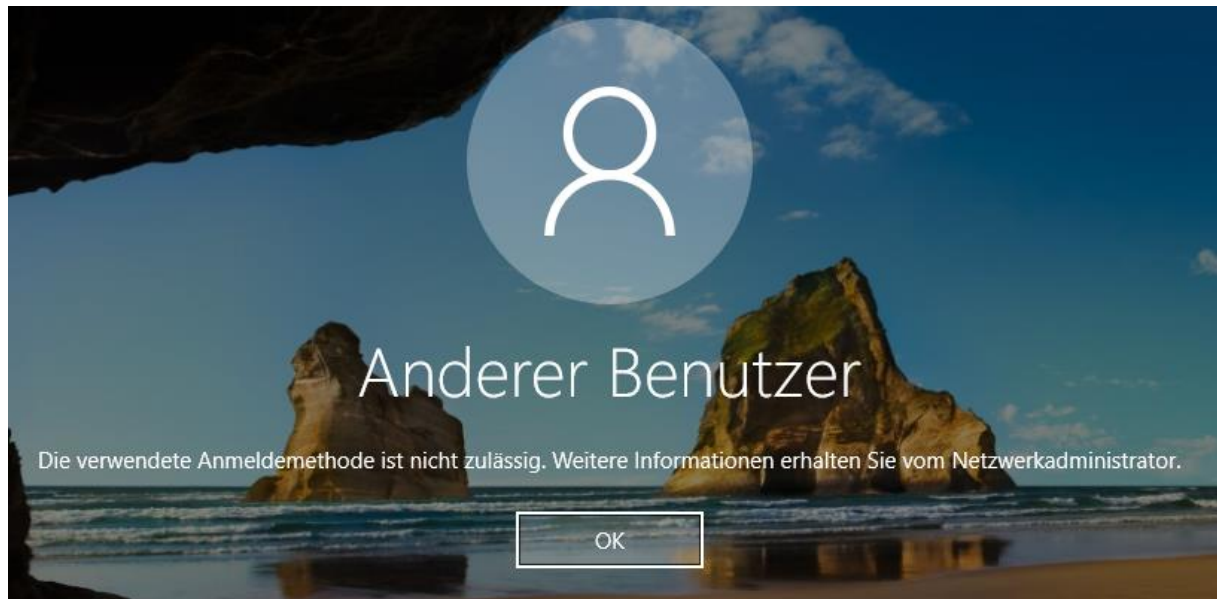 Anderer Benutzer
Die verwendete Anmeldemethode ist nicht zulässig. Weitere Informationen erhalten Sie vom Netzwerkadministrator.
OK